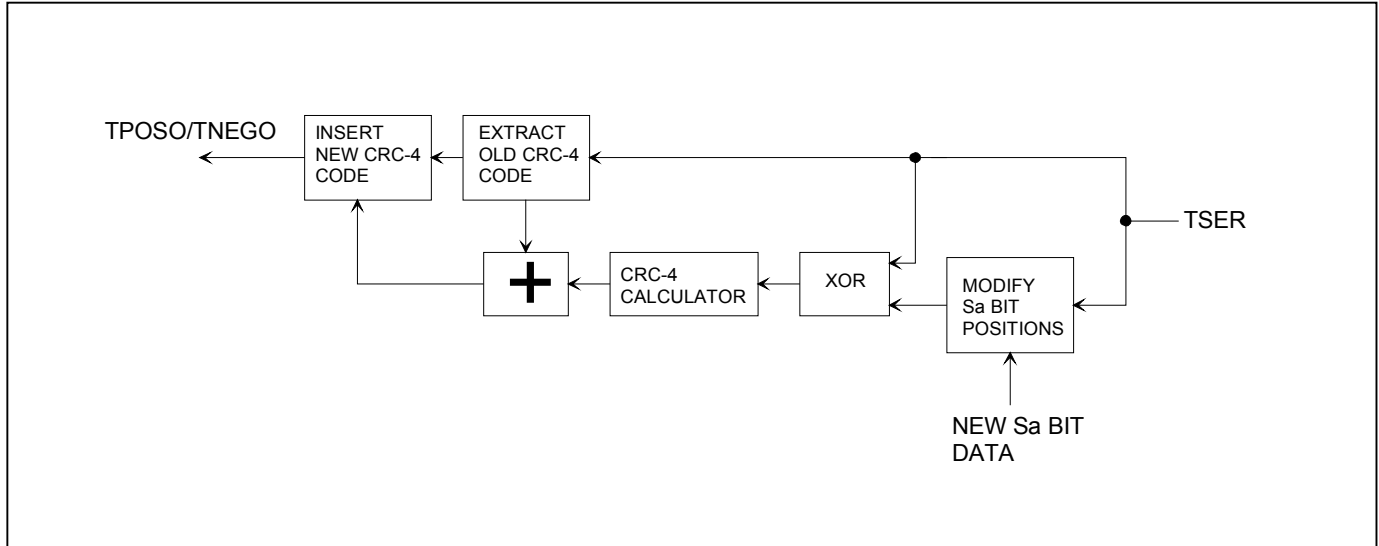 TPOSO/TNEGO
INSERT
NEW CRC-4
CODE
EXTRACT
OLD CRC-4
CODE
TSER
+
CRC-4
CALCULATOR
XOR
MODIFY
Sa BIT
POSITIONS
NEW Sa BIT
DATA